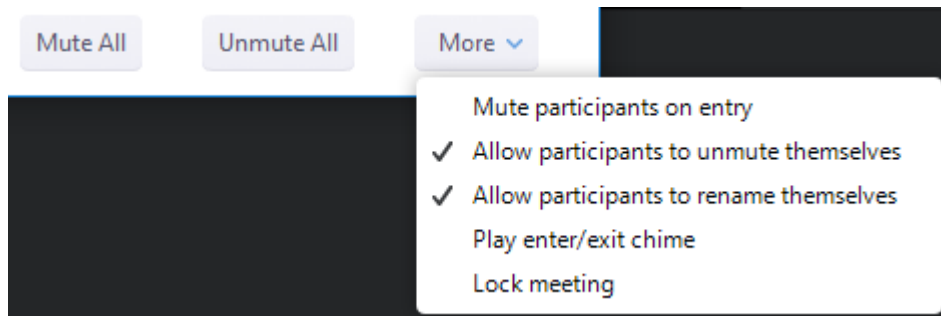 Mute All
Unmute All
More
Mute participants on entry
Allow participants to unmute themselves
Allow participants to rename themselves
Play enter/exit chime
Lock meeting